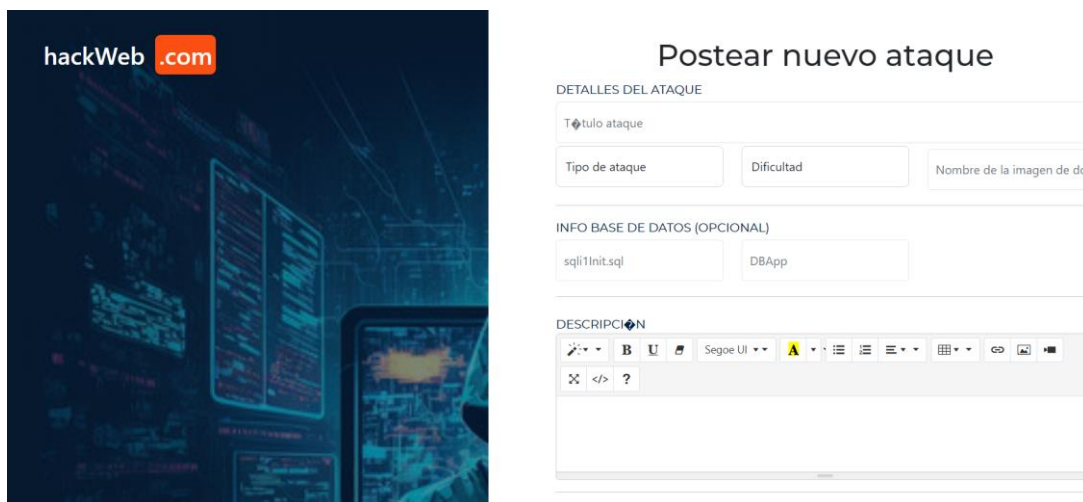 hackWeb .com
Postear nuevo ataque
DETALLES DEL ATAQUE
T�tulo ataque
Tipo de ataque Dificultad Nombre de la imagen de do
INFO BASE DE DATOS (OPCIONAL)
sqli1Init.sql DBApp
DESCRIPCI�N
B U Segoe UI A
</> ?